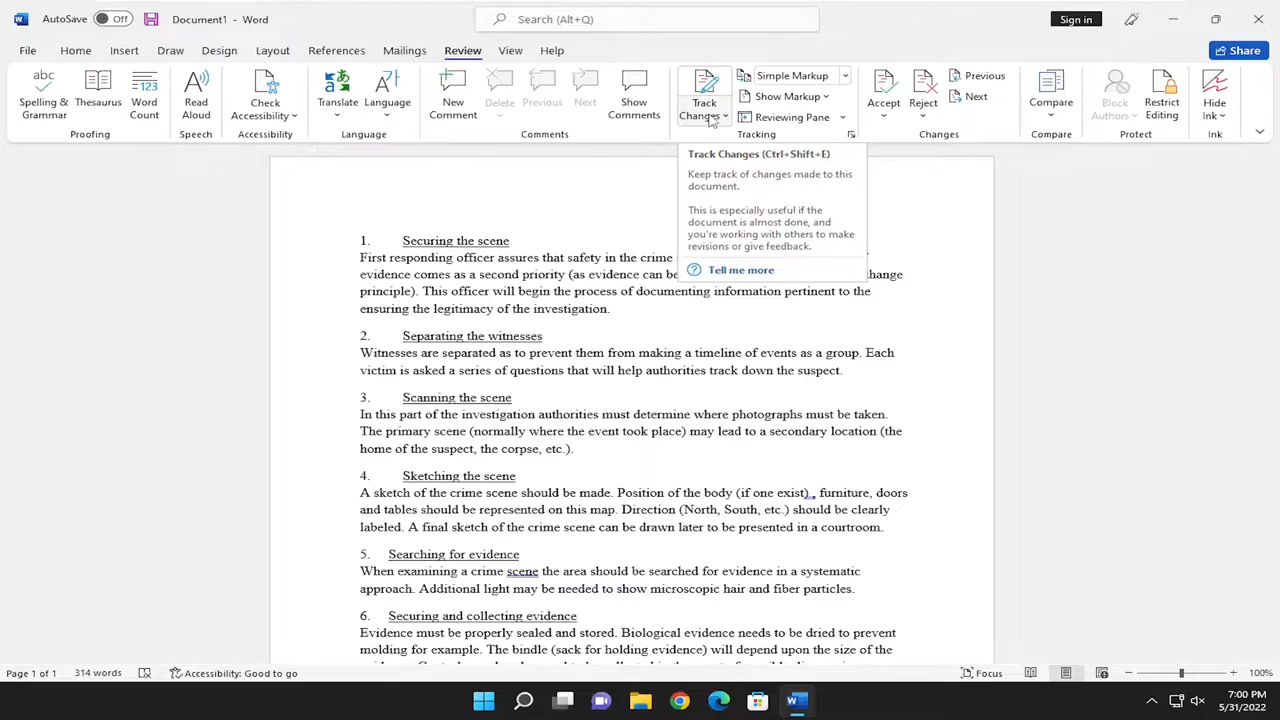 AutoSave Off Document1 - Word Search (Alt+Q) Sign in
File Home Insert Draw Design Layout References Mailings Review View Help Share
Spelling & Grammar
Thesaurus
Word Count
Proofing
Read Aloud
Speech
Check Accessibility
Accessibility
Translate
Language
Language
New Comment
Delete
Previous
Next
Show Comments
Comments
Track Changes
Simple Markup
Show Markup
Reviewing Pane
Tracking
Accept
Reject
Previous
Next
Changes
Compare
Compare
Block Authors
Restrict Editing
Protect
Hide Ink
Ink
Track Changes (Ctrl+Shift+E)
Keep track of changes made to this
document.
This is especially useful if the
document is almost done, and
you're working with others to make
revisions or give feedback.
Tell me more
1. Securing the scene
First responding officer assures that safety in the crime
evidence comes as a second priority (as evidence can be change
principle). This officer will begin the process of documenting information pertinent to the
ensuring the legitimacy of the investigation.
2. Separating the witnesses
Witnesses are separated as to prevent them from making a timeline of events as a group. Each
victim is asked a series of questions that will help authorities track down the suspect.
3. Scanning the scene
In this part of the investigation authorities must determine where photographs must be taken.
The primary scene (normally where the event took place) may lead to a secondary location (the
home of the suspect, the corpse, etc.).
4. Sketching the scene
A sketch of the crime scene should be made. Position of the body (if one exist) , furniture, doors
and tables should be represented on this map. Direction (North, South, etc.) should be clearly
labeled. A final sketch of the crime scene can be drawn later to be presented in a courtroom.
5. Searching for evidence
When examining a crime scene the area should be searched for evidence in a systematic
approach. Additional light may be needed to show microscopic hair and fiber particles.
6. Securing and collecting evidence
Evidence must be properly sealed and stored. Biological evidence needs to be dried to prevent
molding for example. The bindle (sack for holding evidence) will depend upon the size of the
Page 1 of 1 314 words Accessibility: Good to go Focus 100%
7:00 PM
5/31/2022